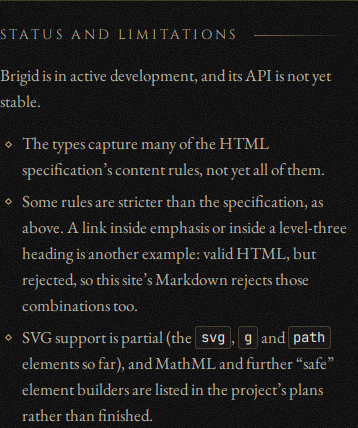 STATUS AND LIMITATIONS
Brigid is in active development, and its API is not yet
stable.
The types capture many of the HTML
specification’s content rules, not yet all of them.
Some rules are stricter than the specification, as
above. A link inside emphasis or inside a level-three
heading is another example: valid HTML, but
rejected, so this site’s Markdown rejects those
combinations too.
SVG support is partial (the svg, g and path
elements so far), and MathML and further “safe”
element builders are listed in the project’s plans
rather than finished.